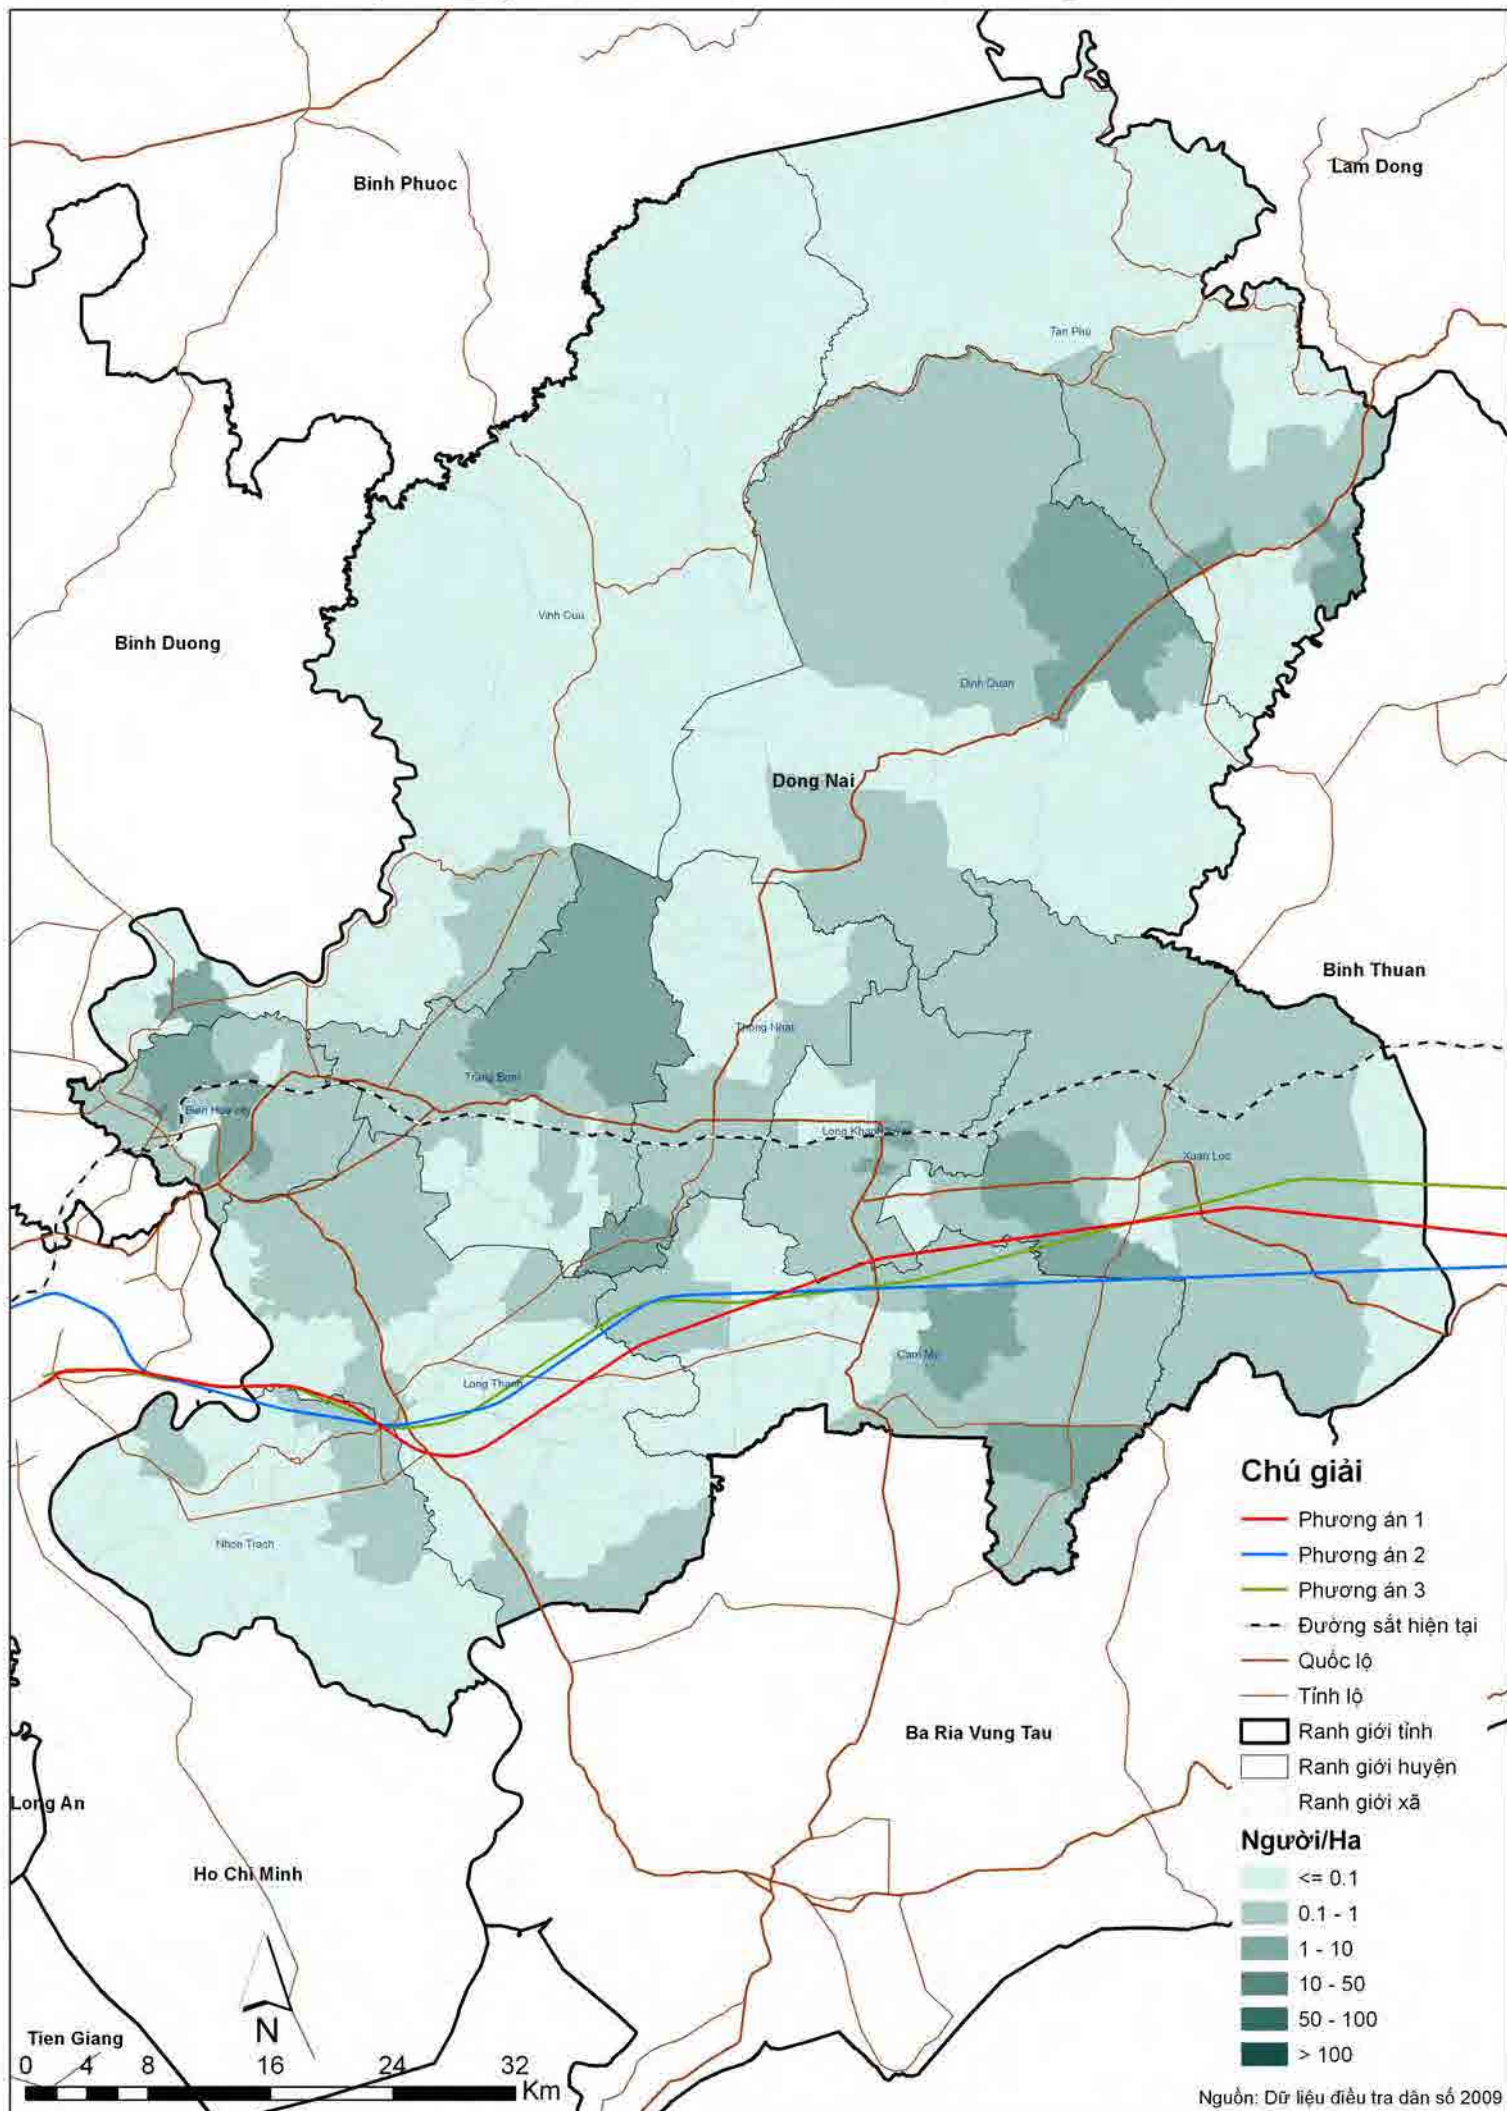 Binh Phuoc
Lam Dong
Tan Phu
Vinh Cuu
Binh Duong
Dinh Quan
Dong Nai
Binh Thuan
Thong Nhat
Trang Bom
Bien Hoa city
Long Khanh
Xuan Loc
Cam My
Long Thanh
Nhon Trach
Ba Ria Vung Tau
Long An
Ho Chi Minh
Tien Giang
N
0 4 8 16 24 32
Km
Chú giải
Phương án 1
Phương án 2
Phương án 3
Đường sắt hiện tại
Quốc lộ
Tỉnh lộ
Ranh giới tỉnh
Ranh giới huyện
Ranh giới xã
Người/Ha
<= 0.1
0.1 - 1
1 - 10
10 - 50
50 - 100
> 100
Nguồn: Dữ liệu điều tra dân số 2009